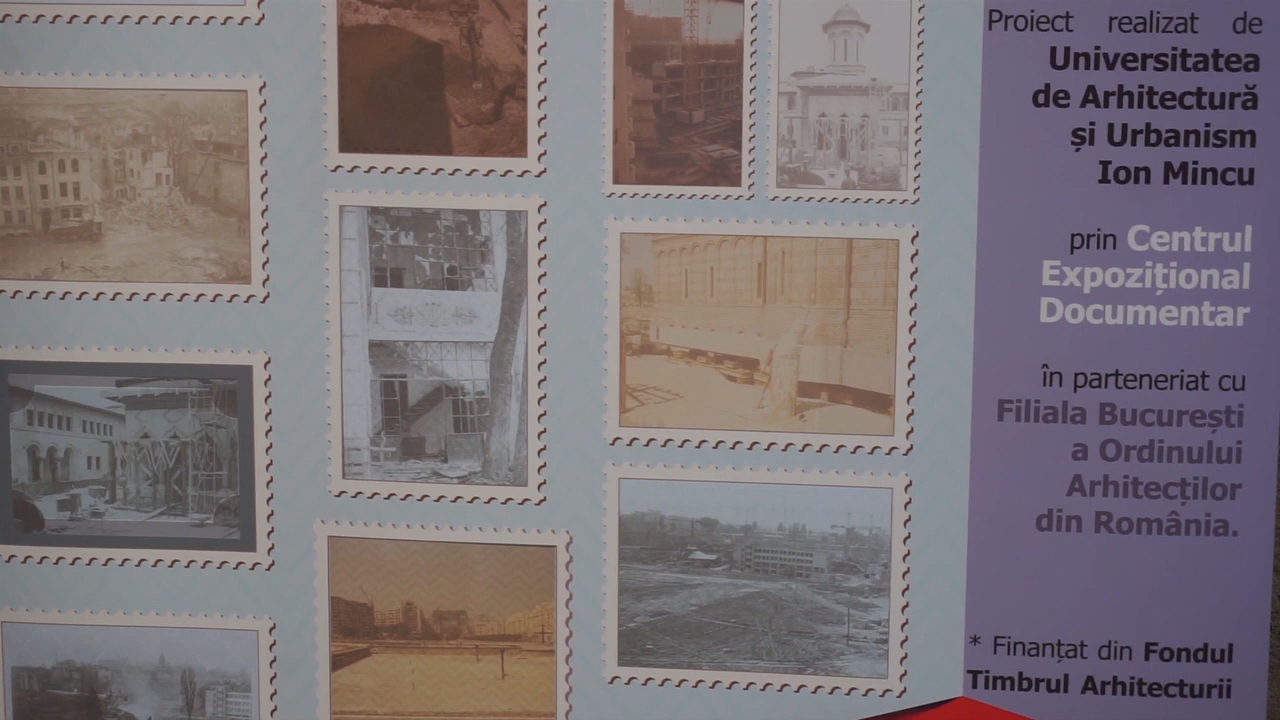 Proiect realizat de
Universitatea
de Arhitectură
și Urbanism
Ion Mincu
prin Centrul
Expozițional
Documentar
în parteneriat cu
Filiala București
a Ordinului
Arhitecților
din România.
* Finanțat din Fondul
Timbrul Arhitecturii